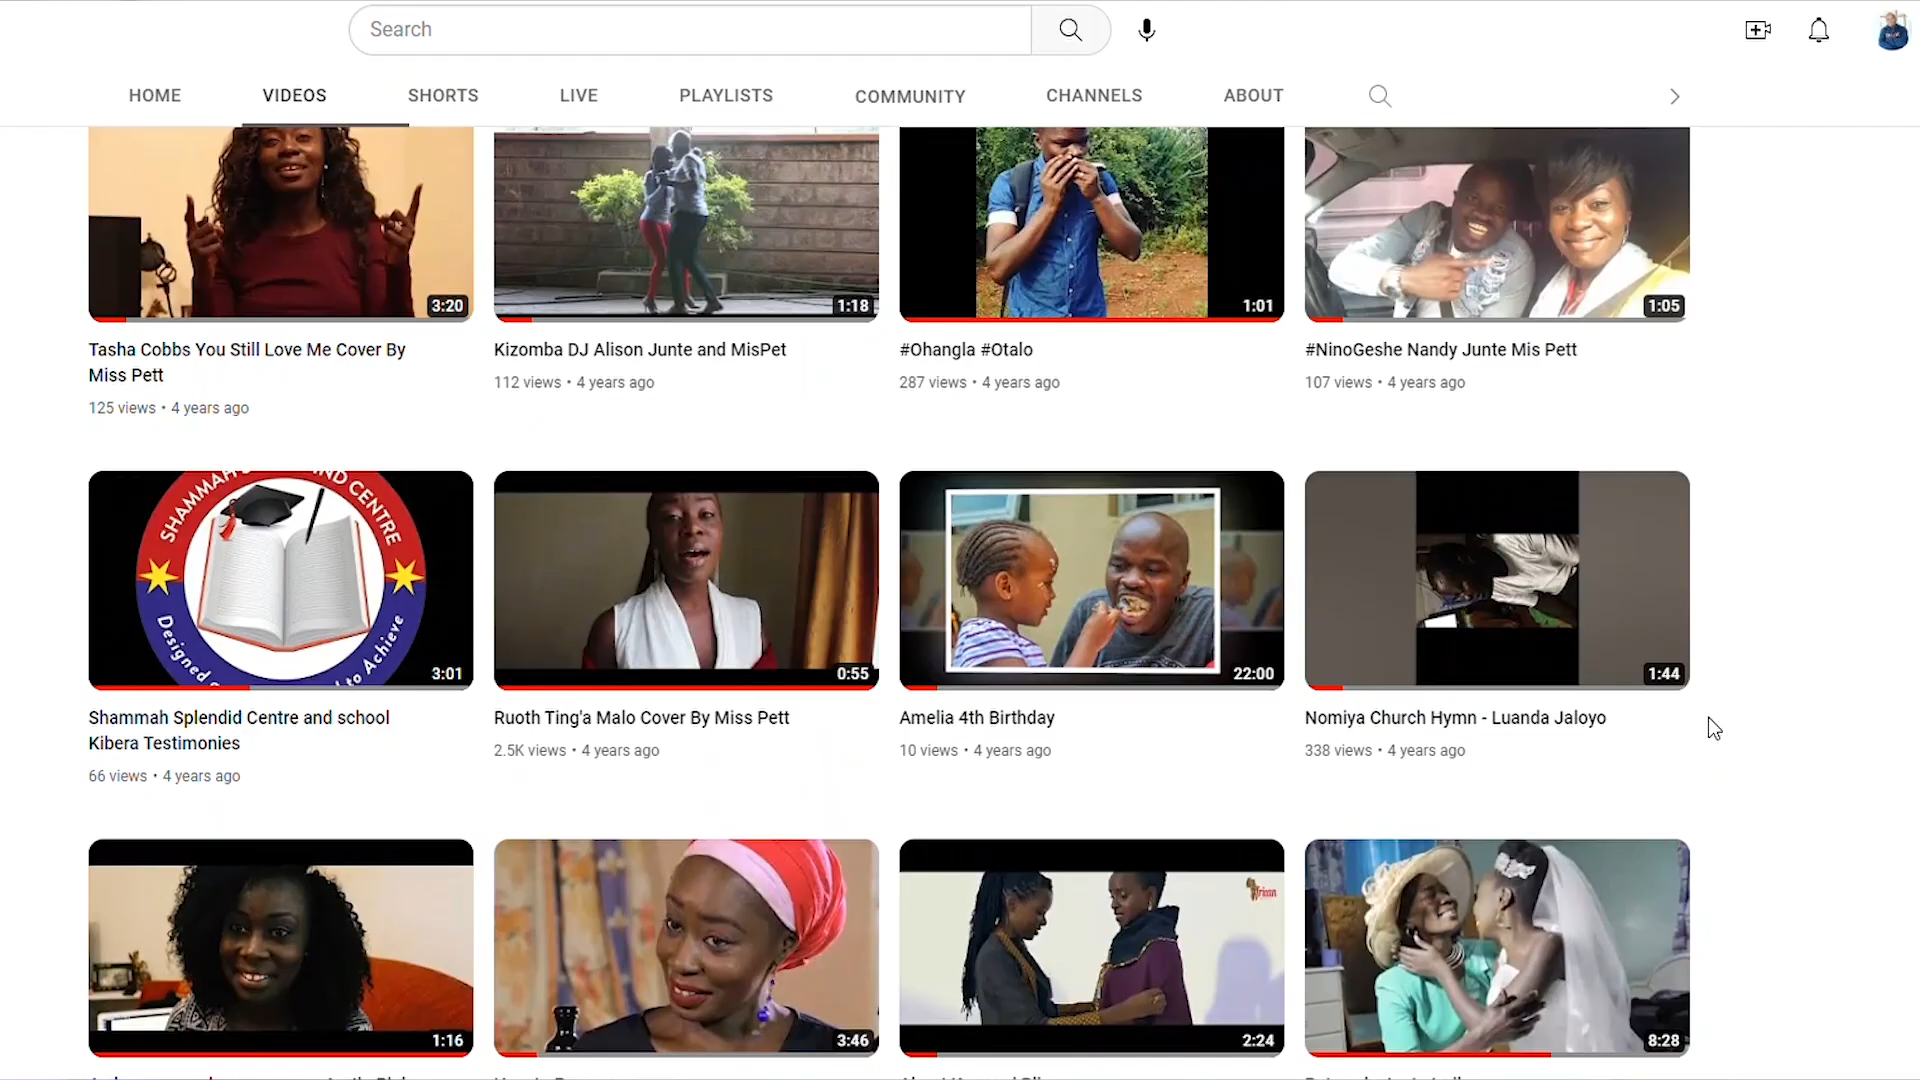 Search
HOME
VIDEOS
SHORTS
LIVE
PLAYLISTS
COMMUNITY
CHANNELS
ABOUT
3:20
1:18
1:01
1:05
Tasha Cobbs You Still Love Me Cover By
Miss Pett
125 views • 4 years ago
Kizomba DJ Alison Junte and MisPet
112 views • 4 years ago
#Ohangla #Otalo
287 views • 4 years ago
#NinoGeshe Nandy Junte Mis Pett
107 views • 4 years ago
SHAMMAH
CENTRE
Designed
to Achieve
3:01
0:55
22:00
1:44
Shammah Splendid Centre and school
Kibera Testimonies
66 views • 4 years ago
Ruoth Ting'a Malo Cover By Miss Pett
2.5K views • 4 years ago
Amelia 4th Birthday
10 views • 4 years ago
Nomiya Church Hymn - Luanda Jaloyo
338 views • 4 years ago
1:16
3:46
2:24
8:28